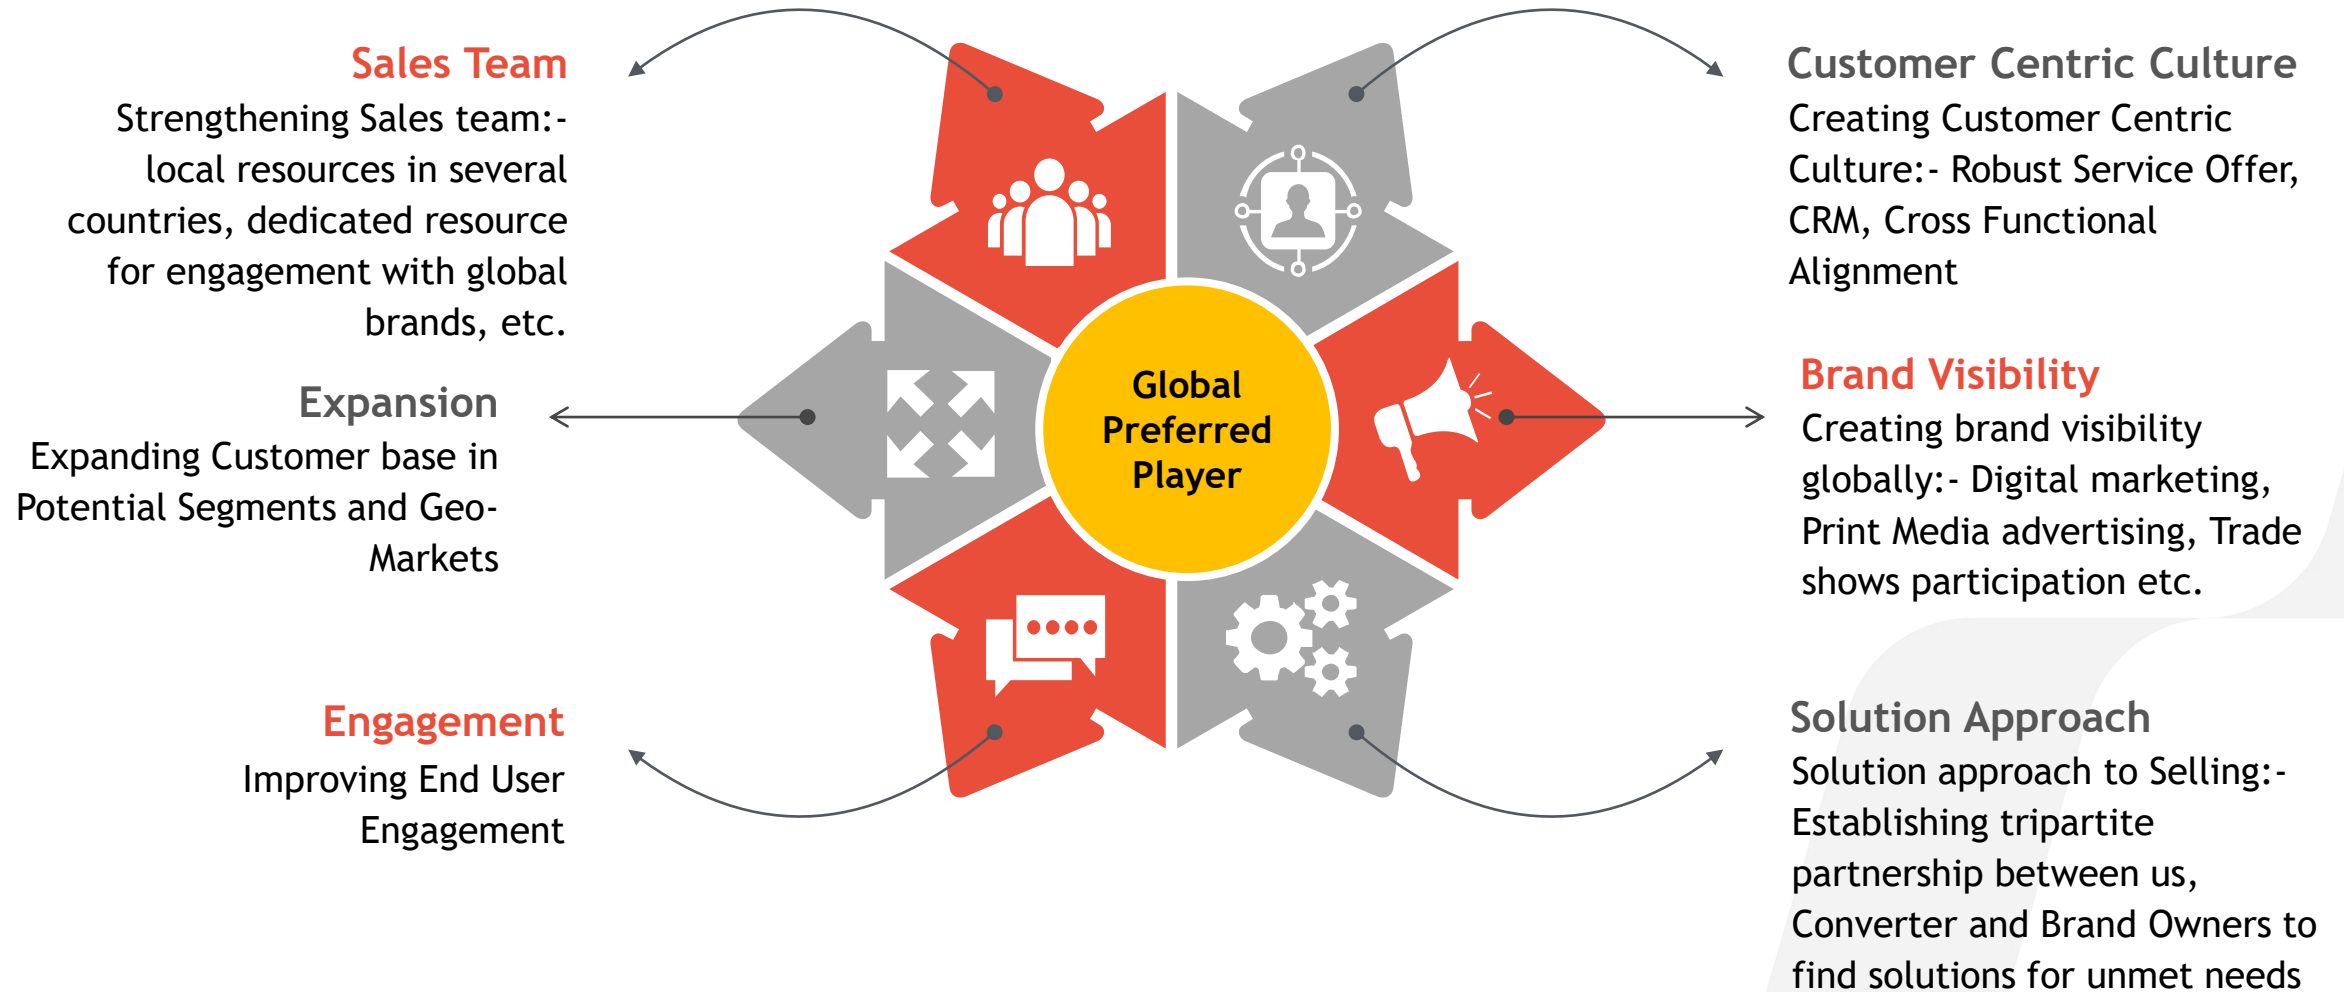 Sales Team
Strengthening Sales team:-
local resources in several
countries, dedicated resource
for engagement with global
brands, etc.
Expansion
Expanding Customer base in
Potential Segments and Geo-
Markets
Engagement
Improving End User
Engagement
Global
Preferred
Player
Customer Centric Culture
Creating Customer Centric
Culture:- Robust Service Offer,
CRM, Cross Functional
Alignment
Brand Visibility
Creating brand visibility
globally:- Digital marketing,
Print Media advertising, Trade
shows participation etc.
Solution Approach
Solution approach to Selling:-
Establishing tripartite
partnership between us,
Converter and Brand Owners to
find solutions for unmet needs